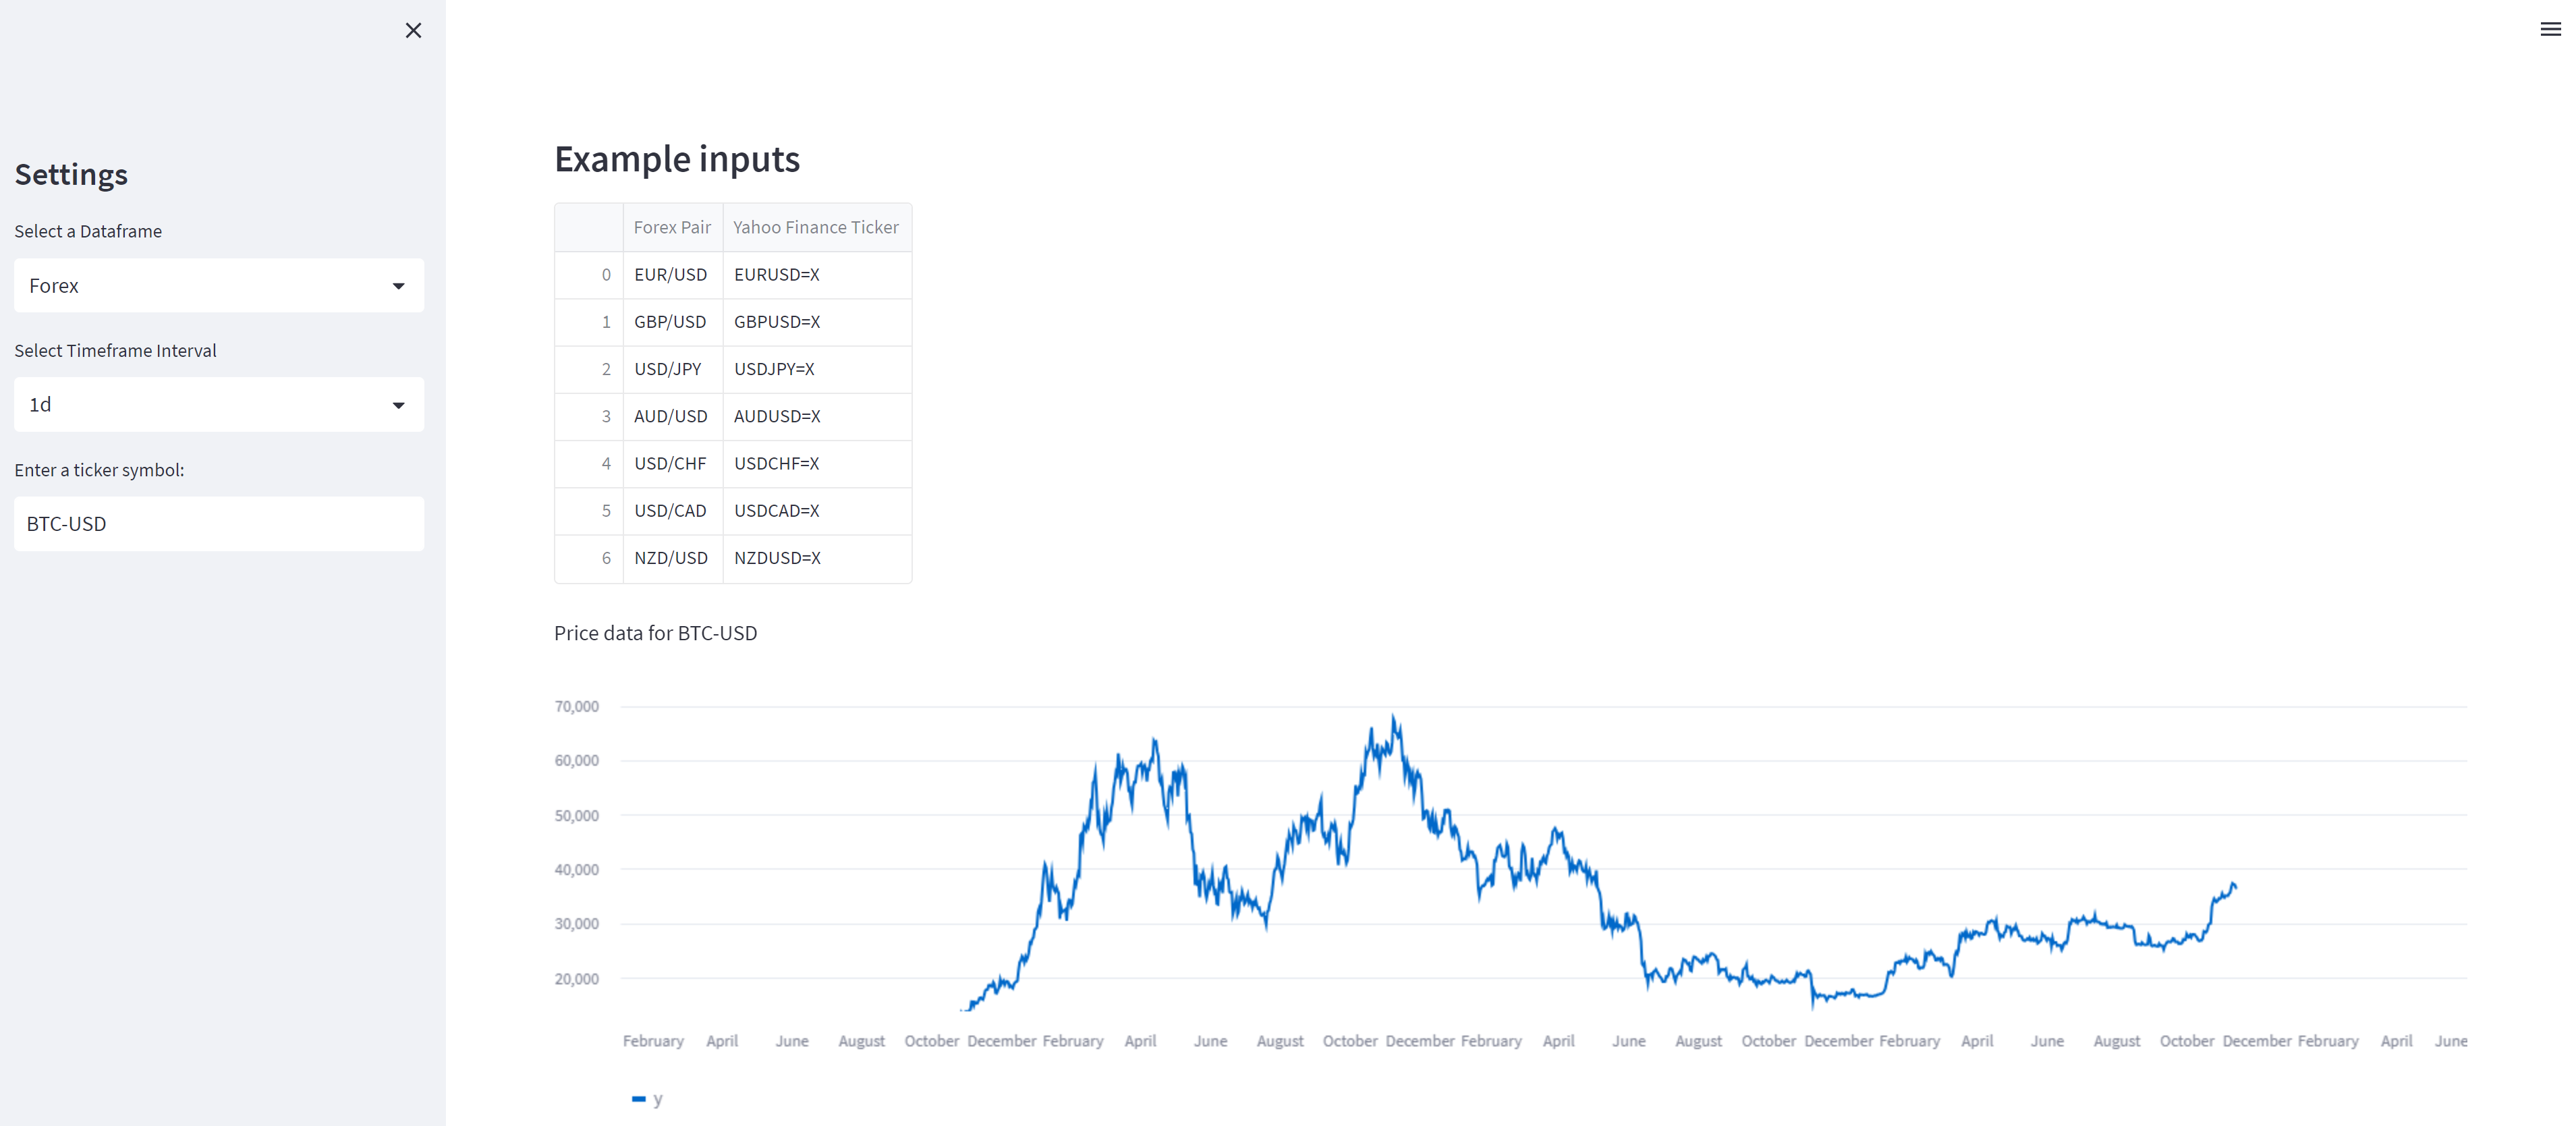 Settings
Select a Dataframe
Forex
Select Timeframe Interval
1d
Enter a ticker symbol:
BTC-USD
Example inputs
Forex Pair Yahoo Finance Ticker
0 EUR/USD EURUSD=X
1 GBP/USD GBPUSD=X
2 USD/JPY USDJPY=X
3 AUD/USD AUDUSD=X
4 USD/CHF USDCHF=X
5 USD/CAD USDCAD=X
6 NZD/USD NZDUSD=X
Price data for BTC-USD
70,000
60,000
50,000
40,000
30,000
20,000
February April June August October December February April June August October December February April June August October December February April June August October December February April June
y